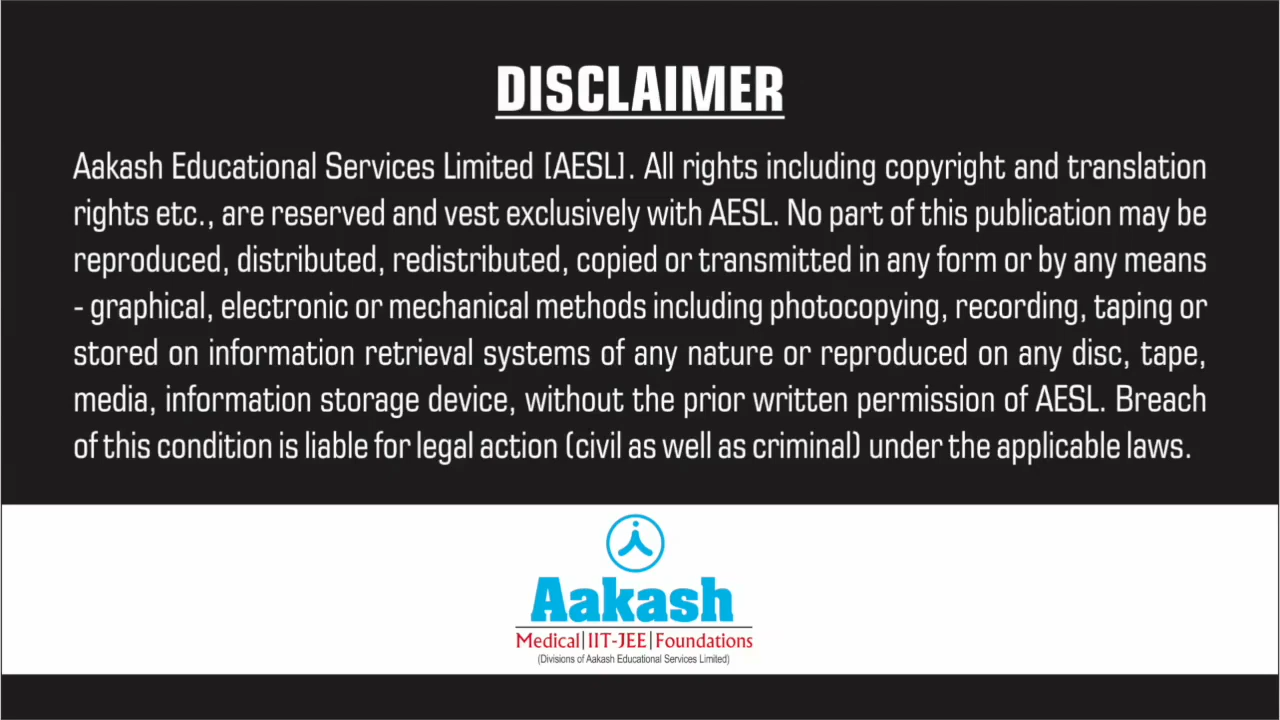 DISCLAIMER
Aakash Educational Services Limited [AESL]. All rights including copyright and translation
rights etc., are reserved and vest exclusively with AESL. No part of this publication may be
reproduced, distributed, redistributed, copied or transmitted in any form or by any means
- graphical, electronic or mechanical methods including photocopying, recording, taping or
stored on information retrieval systems of any nature or reproduced on any disc, tape,
media, information storage device, without the prior written permission of AESL. Breach
of this condition is liable for legal action (civil as well as criminal) under the applicable laws.
Aakash
Medical|IIT-JEE|Foundations
(Divisions of Aakash Educational Services Limited)